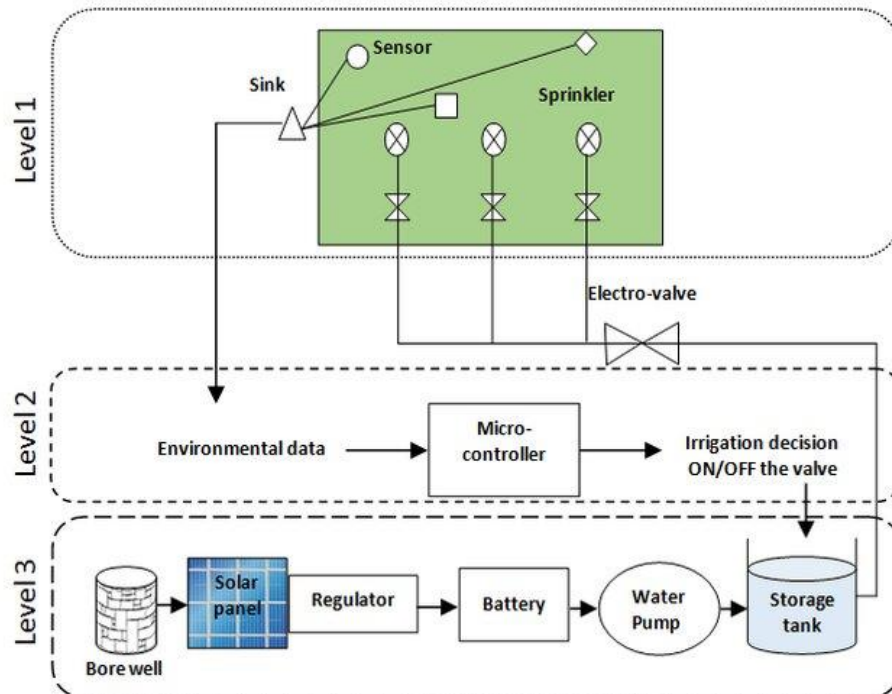 Level 1
Sensor
Sink
Sprinkler
Electro-valve
Level 2
Environmental data
Micro-
controller
Irrigation decision
ON/OFF the valve
Level 3
Bore well
Solar
panel
Regulator
Battery
Water
Pump
Storage
tank